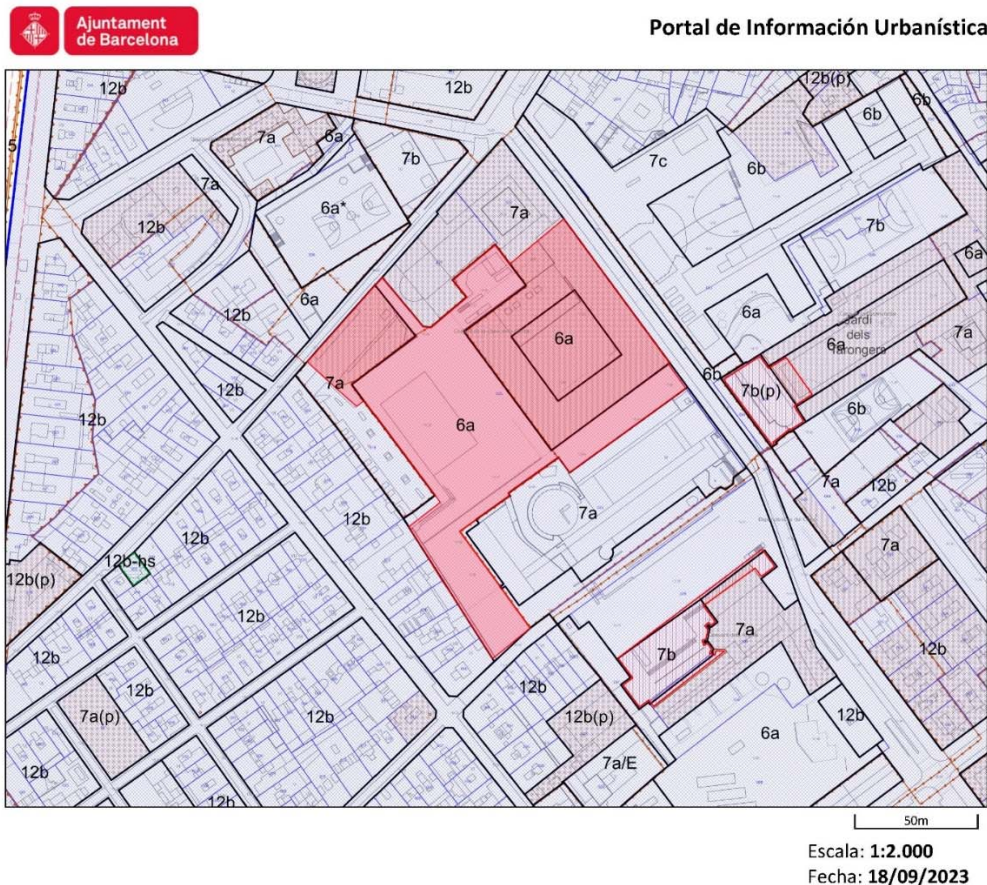 Ajuntament
de Barcelona
Portal de Información Urbanística
12b
12b
12b(p)
6b
5
7a
6a
7b
7c
6b
6b
7a
6a*
7a
12b
7b
6a
6a
12b
6a
6a
Jardí
dels
Tarongers
6a
7a
12b
7a
6b
7b(p)
6b
12b
6a
7a
12b
12b
7a
12b
12b-hs
7a
12b(p)
12b
7a
12b
7b
12b
12b
12b
12b
12b
7a(p)
12b(p)
6a
12b
12b
7a/E
12b
50m
Escala: 1:2.000
Fecha: 18/09/2023